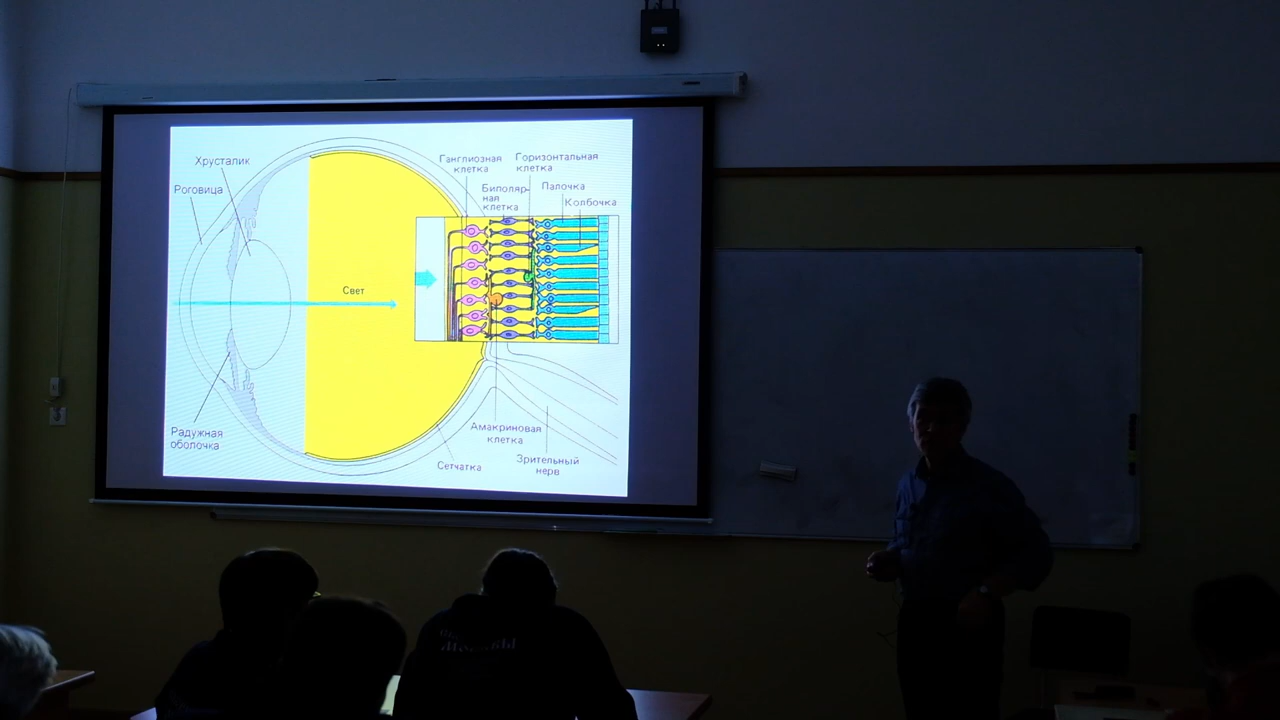 Хрусталик
Роговица
Ганглиозная
клетка
Горизонтальная
клетка
Биполяр-
ная
клетка
Палочка
Колбочка
Свет
Радужная
оболочка
Амакриновая
клетка
Сетчатка
Зрительный
нерв